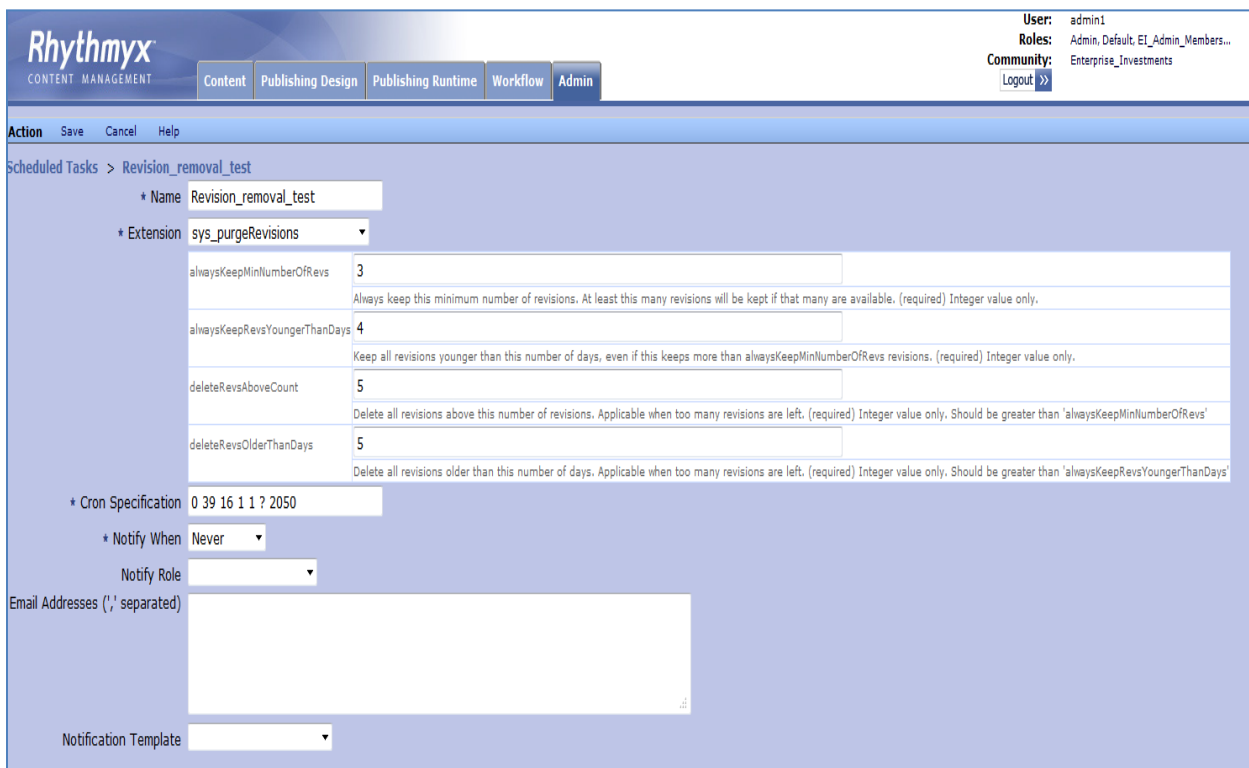 Rhythmyx
CONTENT MANAGEMENT
User: admin1
Roles: Admin, Default, EI_Admin_Members...
Community: Enterprise_Investments
Logout »
Content Publishing Design Publishing Runtime Workflow Admin
Action Save Cancel Help
Scheduled Tasks > Revision_removal_test
* Name Revision_removal_test
* Extension sys_purgeRevisions
alwaysKeepMinNumberOfRevs 3
Always keep this minimum number of revisions. At least this many revisions will be kept if that many are available. (required) Integer value only.
alwaysKeepRevsYoungerThanDays 4
Keep all revisions younger than this number of days, even if this keeps more than alwaysKeepMinNumberOfRevs revisions. (required) Integer value only.
deleteRevsAboveCount 5
Delete all revisions above this number of revisions. Applicable when too many revisions are left. (required) Integer value only. Should be greater than 'alwaysKeepMinNumberOfRevs'
deleteRevsOlderThanDays 5
Delete all revisions older than this number of days. Applicable when too many revisions are left. (required) Integer value only. Should be greater than 'alwaysKeepRevsYoungerThanDays'
* Cron Specification 0 39 16 1 1 ? 2050
* Notify When Never
Notify Role
Email Addresses (',' separated)
Notification Template